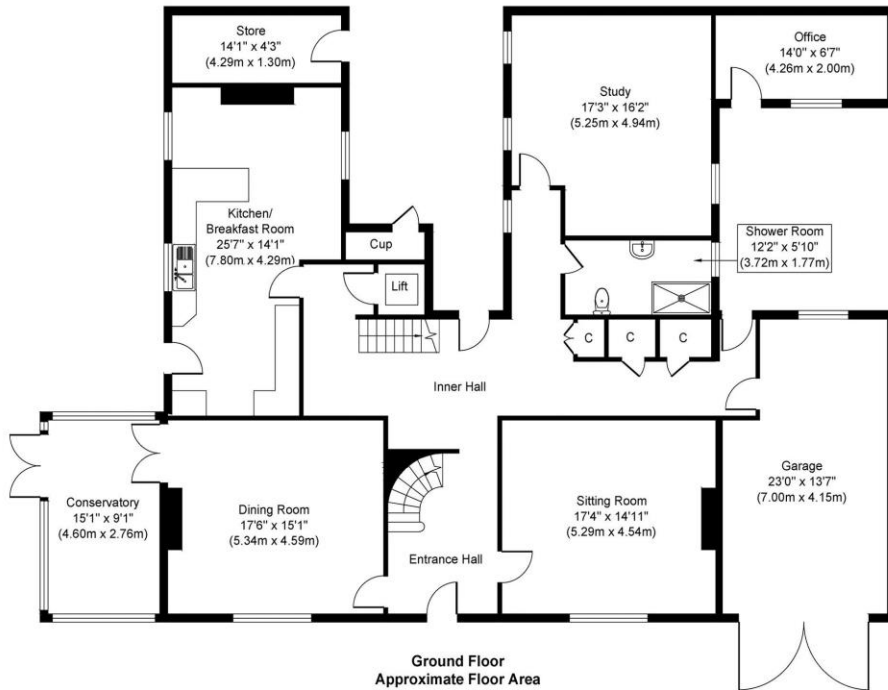 Store
14'1" x 4'3"
(4.29m x 1.30m)
Office
14'0" x 6'7"
(4.26m x 2.00m)
Study
17'3" x 16'2"
(5.25m x 4.94m)
Kitchen/
Breakfast Room
25'7" x 14'1"
(7.80m x 4.29m)
Cup
Lift
Shower Room
12'2" x 5'10"
(3.72m x 1.77m)
C
C
C
Inner Hall
Conservatory
15'1" x 9'1"
(4.60m x 2.76m)
Dining Room
17'6" x 15'1"
(5.34m x 4.59m)
Entrance Hall
Sitting Room
17'4" x 14'11"
(5.29m x 4.54m)
Garage
23'0" x 13'7"
(7.00m x 4.15m)
Ground Floor
Approximate Floor Area